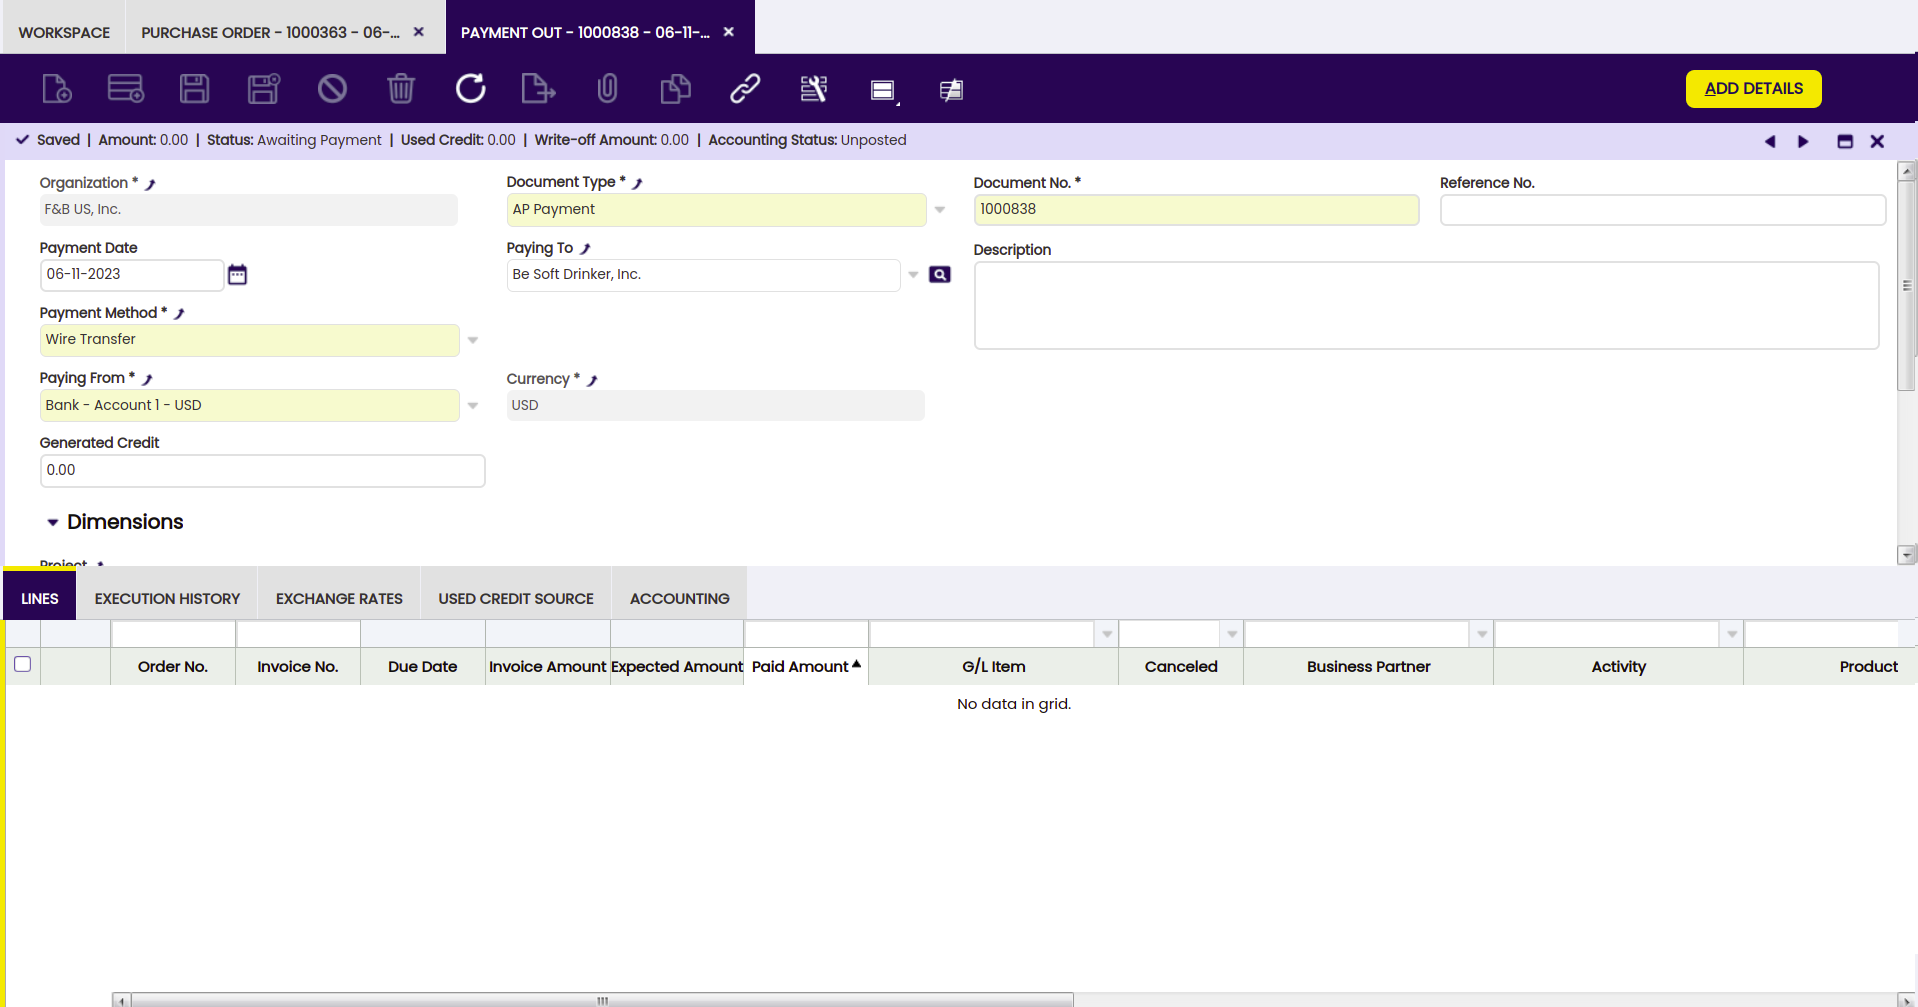 WORKSPACE
PURCHASE ORDER - 1000363 - 06-...
PAYMENT OUT - 1000838 - 06-11-...
ADD DETAILS
Saved | Amount: 0.00 | Status: Awaiting Payment | Used Credit: 0.00 | Write-off Amount: 0.00 | Accounting Status: Unposted
Organization *
F&B US, Inc.
Document Type *
AP Payment
Document No. *
1000838
Reference No.
Payment Date
06-11-2023
Paying To
Be Soft Drinker, Inc.
Description
Payment Method *
Wire Transfer
Paying From *
Bank - Account 1 - USD
Currency *
USD
Generated Credit
0.00
Dimensions
Project
LINES
EXECUTION HISTORY
EXCHANGE RATES
USED CREDIT SOURCE
ACCOUNTING
Order No.
Invoice No.
Due Date
Invoice Amount
Expected Amount
Paid Amount
G/L Item
Canceled
Business Partner
Activity
Product
No data in grid.